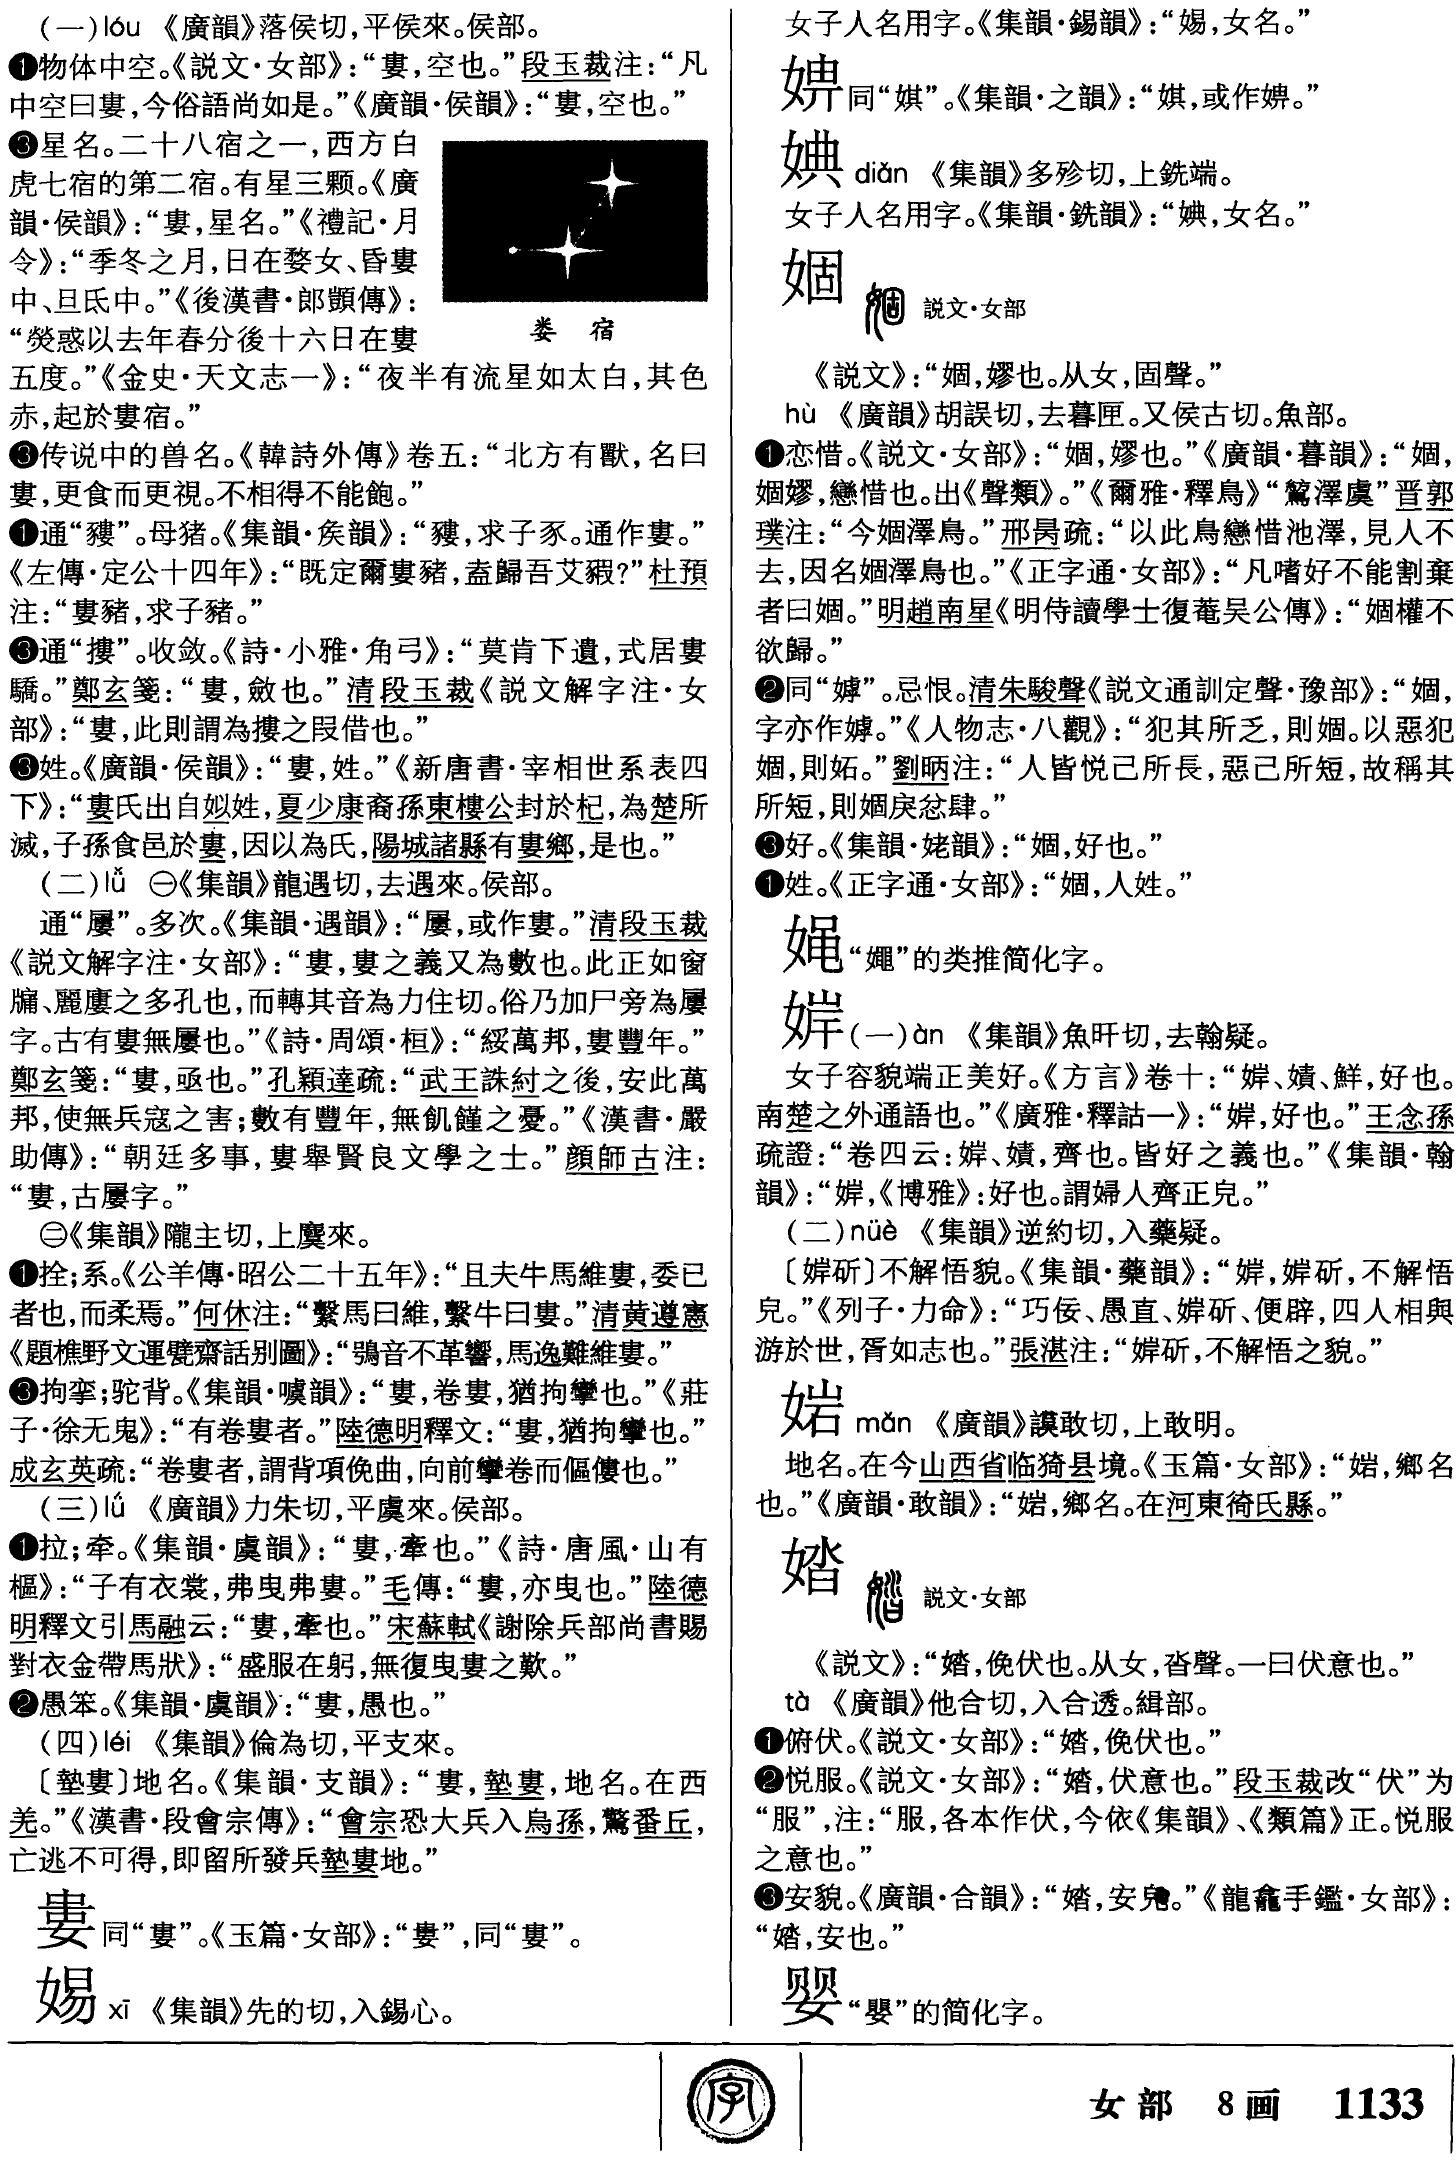 (一)lóu 《廣韻》落侯切,平侯來。侯部。
❶物体中空。《説文·女部》:“婁,空也。”段玉裁注:“凡
中空曰婁,今俗語尚如是。”《廣韻·侯韻》:“婁,空也。”
❸星名。二十八宿之一,西方白
虎七宿的第二宿。有星三颗。《廣
韻·侯韻》:“婁,星名。”《禮記·月
令》:“季冬之月,日在婺女、昏婁
中、旦氐中。”《後漢書·郎顗傳》:
“熒惑以去年春分後十六日在婁
五度。”《金史·天文志一》:“夜半有流星如太白,其色
赤,起於婁宿。”
娄 宿
❸传说中的兽名。《韓詩外傳》卷五:“北方有獸,名曰
婁,更食而更視。不相得不能飽。”
❶通“䝏”。母猪。《集韻·矦韻》:“䝏,求子豕。通作婁。”
《左傳·定公十四年》:“既定爾婁豬,盍歸吾艾豭?”杜預
注:“婁豬,求子豬。”
❸通“摟”。收敛。《詩·小雅·角弓》:“莫肯下遺,式居婁
驕。”鄭玄箋:“婁,斂也。”清段玉裁《説文解字注·女
部》:“婁,此則謂為摟之叚借也。”
❸姓。《廣韻·侯韻》:“婁,姓。”《新唐書·宰相世系表四
下》:“婁氏出自姒姓,夏少康裔孫東樓公封於杞,為楚所
滅,子孫食邑於婁,因以為氏,陽城諸縣有婁鄉,是也。”
(二)lǚ ㊀《集韻》龍遇切,去遇來。侯部。
通“屢”。多次。《集韻·遇韻》:“屢,或作婁。”清段玉裁
《説文解字注·女部》:“婁,婁之義又為數也。此正如窗
牖、麗廔之多孔也,而轉其音為力住切。俗乃加尸旁為屢
字。古有婁無屢也。”《詩·周頌·桓》:“綏萬邦,婁豐年。”
鄭玄箋:“婁,亟也。”孔穎達疏:“武王誅紂之後,安此萬
邦,使無兵寇之害;數有豐年,無飢饉之憂。”《漢書·嚴
助傳》:“朝廷多事,婁舉賢良文學之士。”顔師古注:
“婁,古屢字。”
㊁《集韻》隴主切,上麌來。
❶拴;系。《公羊傳·昭公二十五年》:“且夫牛馬維婁,委已
者也,而柔焉。”何休注:“繫馬曰維,繫牛曰婁。”清黄遵憲
《題樵野文運甓齋話别圖》:“鴞音不革響,馬逸難維婁。”
❸拘挛;驼背。《集韻·噳韻》:“婁,卷婁,猶拘攣也。”《莊
子·徐无鬼》:“有卷婁者。”陸德明釋文:“婁,猶拘攣也。”
成玄英疏:“卷婁者,謂背項俛曲,向前攣卷而傴僂也。”
(三)lǘ 《廣韻》力朱切,平虞來。侯部。
❶拉;牵。《集韻·虞韻》:“婁,牽也。”《詩·唐風·山有
樞》:“子有衣裳,弗曳弗婁。”毛傳:“婁,亦曳也。”陸德
明釋文引馬融云:“婁,牽也。”宋蘇軾《謝除兵部尚書賜
對衣金帶馬狀》:“盛服在躬,無復曳婁之歎。”
❷愚笨。《集韻·虞韻》:“婁,愚也。”
(四)léi 《集韻》倫為切,平支來。
〔墊婁〕地名。《集韻·支韻》:“婁,墊婁,地名。在西
羌。”《漢書·段會宗傳》:“會宗恐大兵入烏孫,驚番丘,
亡逃不可得,即留所發兵墊婁地。”
同“婁”。《玉篇·女部》:“婁”,同“婁”。
婸 xī 《集韻》先的切,入錫心。
女子人名用字。《集韻·錫韻》:“婸,女名。”
㛓 同“娸”。《集韻·之韻》:“娸,或作㛓。”
婰 diǎn 《集韻》多殄切,上銑端。
女子人名用字。《集韻·銑韻》:“婰,女名。”
婟 説文·女部
《説文》:“婟,嫪也。从女,固聲。”
hù 《廣韻》胡誤切,去暮匣。又侯古切。魚部。
❶恋惜。《説文·女部》:“婟,嫪也。”《廣韻·暮韻》:“婟,
婟嫪,戀惜也。出《聲類》。”《爾雅·釋鳥》“鶭澤虞”晋郭
璞注:“今婟澤鳥。”邢昺疏:“以此鳥戀惜池澤,見人不
去,因名婟澤鳥也。”《正字通·女部》:“凡嗜好不能割棄
者曰婟。”明趙南星《明侍讀學士復菴吴公傳》:“婟權不
欲歸。”
❷同“嫭”。忌恨。清朱駿聲《説文通訓定聲·豫部》:“婟,
字亦作嫭。”《人物志·八觀》:“犯其所乏,則婟。以惡犯
婟,則妬。”劉昞注:“人皆悦己所長,惡己所短,故稱其
所短,則婟戾忿肆。”
❸好。《集韻·姥韻》:“婟,好也。”
❶姓。《正字通·女部》:“婟,人姓。”
“嬵”的类推简化字。
婩 (一)àn 《集韻》魚旰切,去翰疑。
女子容貌端正美好。《方言》卷十:“婩、嫧、鮮,好也。
南楚之外通語也。”《廣雅·釋詁一》:“婩,好也。”王念孫
疏證:“卷四云:婩、嫧,齊也。皆好之義也。”《集韻·翰
韻》:“婩,《博雅》:好也。謂婦人齊正皃。”
(二)nüè 《集韻》逆約切,入藥疑。
〔婩斫〕不解悟貌。《集韻·藥韻》:“婩,婩斫,不解悟
皃。”《列子·力命》:“巧佞、愚直、婩斫、便辟,四人相與
游於世,胥如志也。”張湛注:“婩斫,不解悟之貌。”
㛧 mǎn 《廣韻》謨敢切,上敢明。
地名。在今山西省临猗县境。《玉篇·女部》:“㛧,鄉名
也。”《廣韻·敢韻》:“㛧,鄉名。在河東猗氏縣。”
㛥 説文·女部
《説文》:“㛥,俛伏也。从女,沓聲。一曰伏意也。”
tà 《廣韻》他合切,入合透。緝部。
❶俯伏。《説文·女部》:“㛥,俛伏也。”
❷悦服。《説文·女部》:“㛥,伏意也。”段玉裁改“伏”为
“服”,注:“服,各本作伏,今依《集韻》、《類篇》正。悦服
之意也。”
❸安貌。《廣韻·合韻》:“㛥,安皃。”《龍龕手鑑·女部》:
“㛥,安也。”
婴 “嬰”的简化字。
字
女部 8画 1133